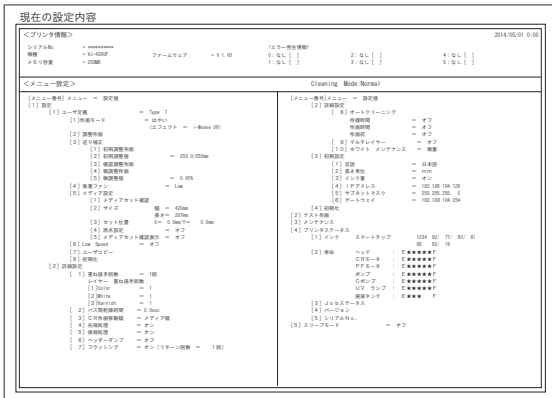 現在の設定内容
<プリンタ情報> 2014/05/01 0:00
シリアルNo. - **********
機種 - VJ-426UF ファームウェア - V 1.00
メモリ容量 - 256MB
!エラー発生情報!
0:なし[ ] 2:なし[ ] 4:なし[ ]
1:なし[ ] 3:なし[ ] 5:なし[ ]
<メニュー設定> Cleaning Mode:Normal
[メニュー番号]メニュー = 設定値
[1]設定
[1]ユーザ定義 = Type 7
[1]作画モード = はやい
(エフェクト = i-Weave UV)
[2]調整作画
[3]送り補正
[1]初期調整作画
[2]初期調整値 = 250.0/250mm
[3]確認調整作画
[4]微調整作画
[5]微調整値 = 0.00%
[4]吸着ファン = Low
[5]メディア設定
[1]メディアセット確認
[2]サイズ 幅 = 420mm
長さ= 297mm
[3]セット位置 X= 0.0mm/Y= 0.0mm
[4]原点設定 = オフ
[5]メディアセット確認表示 = オフ
[6]Low Speed = オフ
[7]ユーザコピー
[8]初期化
[2]詳細設定
[ 1]重ね描き回数 = 1回
レイヤー 重ね描き回数
[1]Color = 1
[2]White = 1
[3]Varnish = 1
[ 2]パス間乾燥時間 = 0.0sec
[ 3]CR作画移動幅 = メディア幅
[ 4]先端処理 = オン
[ 5]後端処理 = オン
[ 6]ヘッダーダンプ = オフ
[ 7]フラッシング = オン(リターン回数 = 1回)
[メニュー番号]メニュー = 設定値
[2]詳細設定
[ 8]オートクリーニング
待機時間 = オフ
作画時間 = オフ
作画前 = オフ
[ 9]マルチレイヤー = オフ
[10]ホワイト メンテナンス = 微量
[3]初期設定
[1]言語 = 日本語
[2]長さ単位 = mm
[3]インク量 = オン
[4]IPアドレス = 192.168.104.128
[5]サブネットマスク = 255.255.255. 0
[6]ゲートウェイ = 192.168.104.254
[4]初期化
[2]テスト作画
[3]メンテナンス
[4]プリンタステータス
[1]インク スマートチップ 1234 92/ 77/ 60/ 81
56 82/ 19
[2]寿命 ヘッド : E★★★★★F
CRモータ : E★★★★★F
PFモータ : E★★★★★F
ポンプ : E★★★★★F
Cポンプ : E★★★★★F
UV ランプ : E★★★★★F
廃液タンク : E★★★ F
[3]Jobステータス
[4]バージョン
[5]シリアルNo.
[5]スリープモード = オフ